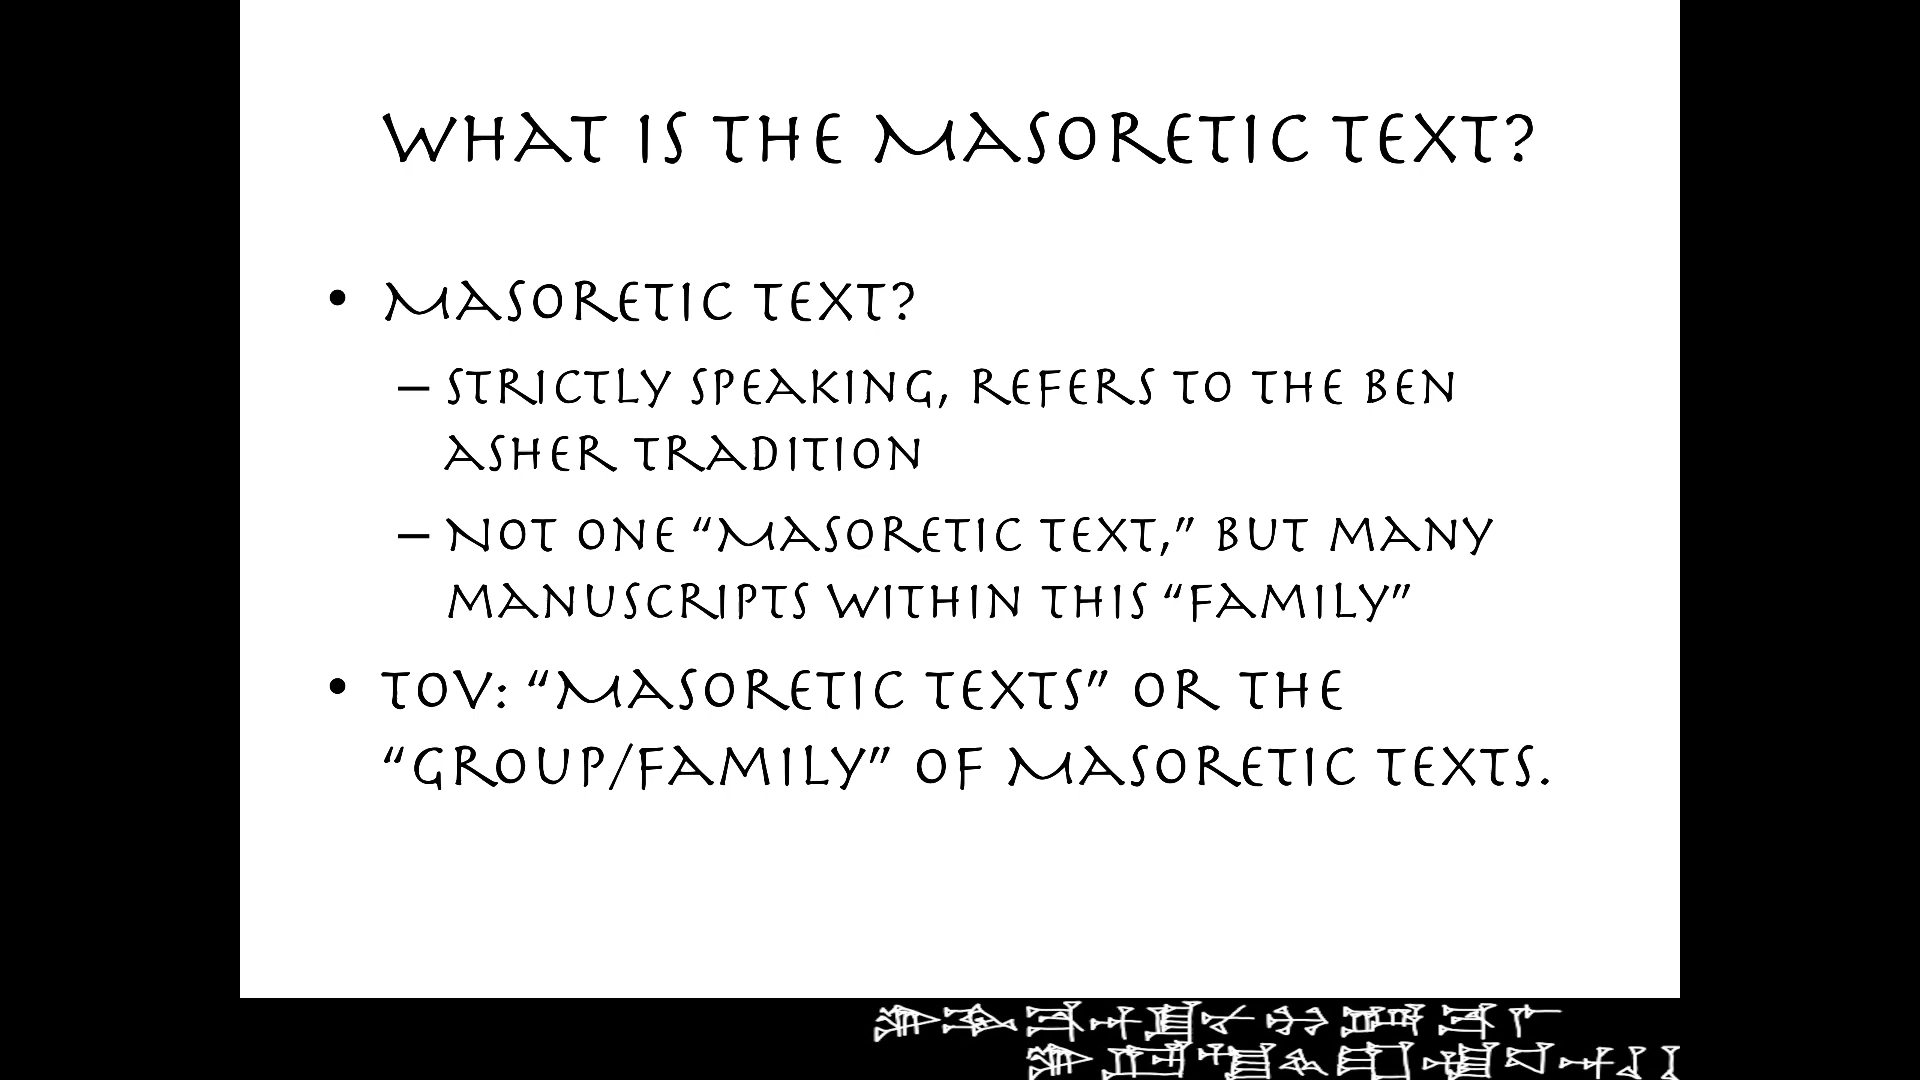 What is the Masoretic Text?
• Masoretic Text?
– Strictly speaking, refers to the Ben
Asher tradition
– Not one “Masoretic Text,” but many
manuscripts within this “family”
• Tov: “Masoretic Texts” or the
“group/family” of Masoretic Texts.